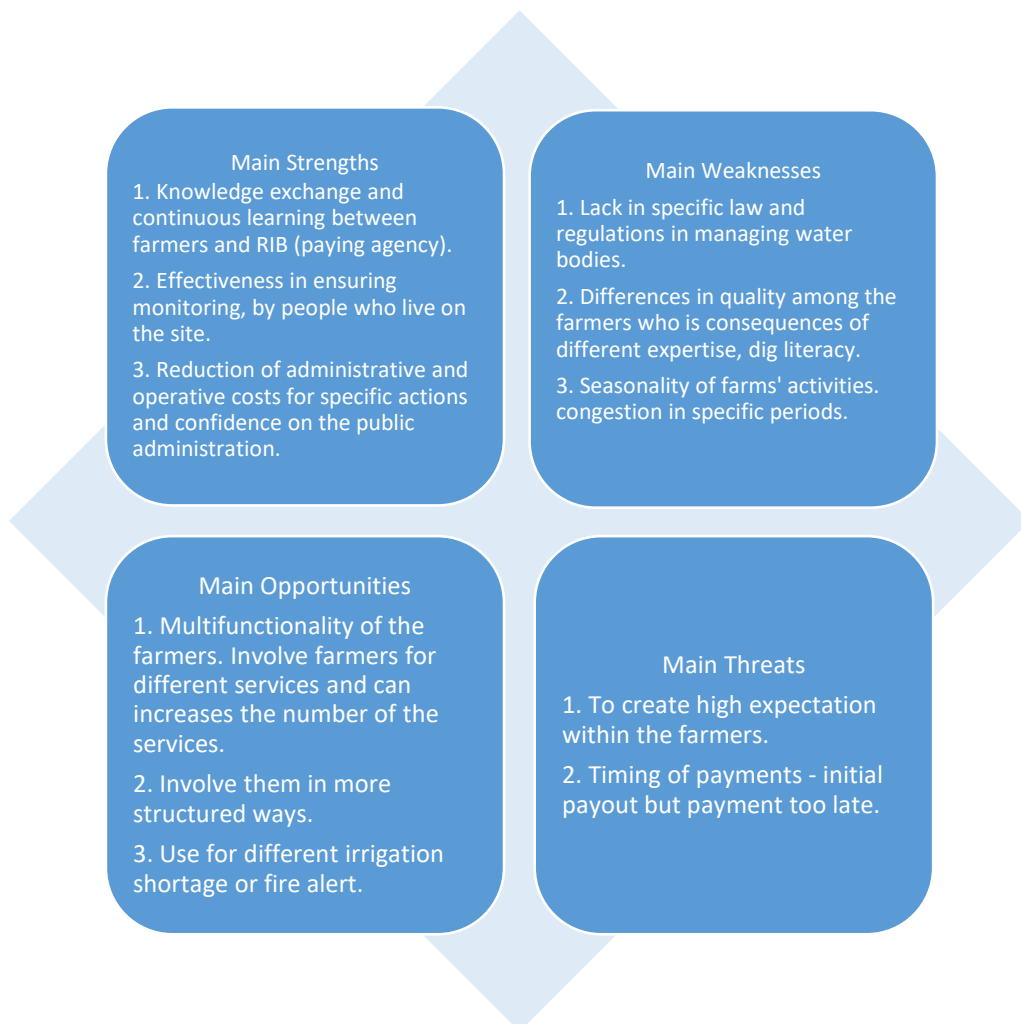 Main Strengths
1. Knowledge exchange and
continuous learning between
farmers and RIB (paying agency).
2. Effectiveness in ensuring
monitoring, by people who live on
the site.
3. Reduction of administrative and
operative costs for specific actions
and confidence on the public
administration.
Main Weaknesses
1. Lack in specific law and
regulations in managing water
bodies.
2. Differences in quality among the
farmers who is consequences of
different expertise, dig literacy.
3. Seasonality of farms' activities.
congestion in specific periods.
Main Opportunities
1. Multifunctionality of the
farmers. Involve farmers for
different services and can
increases the number of the
services.
2. Involve them in more
structured ways.
3. Use for different irrigation
shortage or fire alert.
Main Threats
1. To create high expectation
within the farmers.
2. Timing of payments - initial
payout but payment too late.